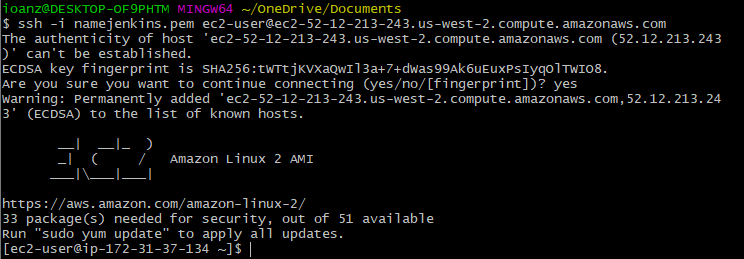 ioanz@DESKTOP-OF9PHTM MINGW64 ~/OneDrive/Documents
$ ssh -i namejenkins.pem ec2-user@ec2-52-12-213-243.us-west-2.compute.amazonaws.com
The authenticity of host 'ec2-52-12-213-243.us-west-2.compute.amazonaws.com (52.12.213.243
)' can't be established.
ECDSA key fingerprint is SHA256:tWTtjKVXaQwIl3a+7+dWas99Ak6uEuxPsIyqOlTWIO8.
Are you sure you want to continue connecting (yes/no/[fingerprint])? yes
Warning: Permanently added 'ec2-52-12-213-243.us-west-2.compute.amazonaws.com,52.12.213.24
3' (ECDSA) to the list of known hosts.

       __|  __|_  )
       _|  (     /   Amazon Linux 2 AMI
      ___|\___|___|

https://aws.amazon.com/amazon-linux-2/
33 package(s) needed for security, out of 51 available
Run "sudo yum update" to apply all updates.
[ec2-user@ip-172-31-37-134 ~]$